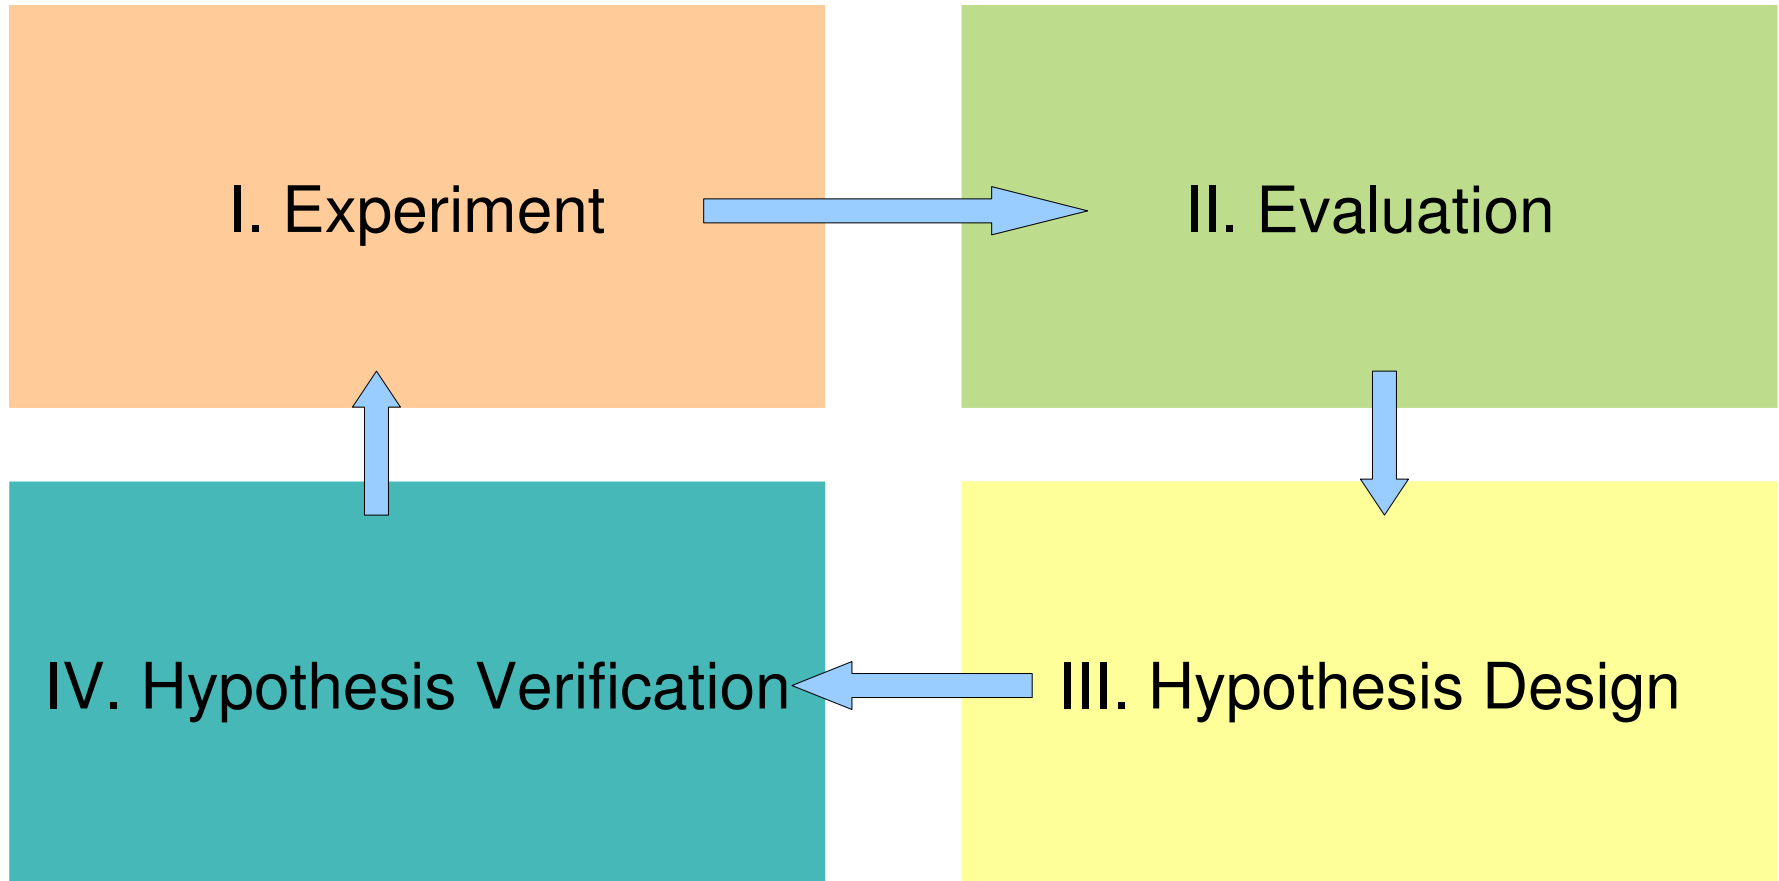 I. Experiment
II. Evaluation
IV. Hypothesis Verification
III. Hypothesis Design